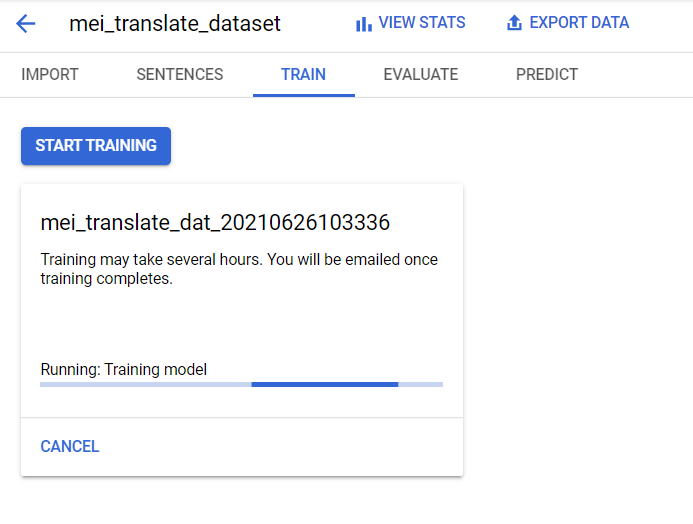 mei_translate_dataset VIEW STATS EXPORT DATA
IMPORT SENTENCES TRAIN EVALUATE PREDICT
START TRAINING
mei_translate_dat_20210626103336
Training may take several hours. You will be emailed once
training completes.
Running: Training model
CANCEL